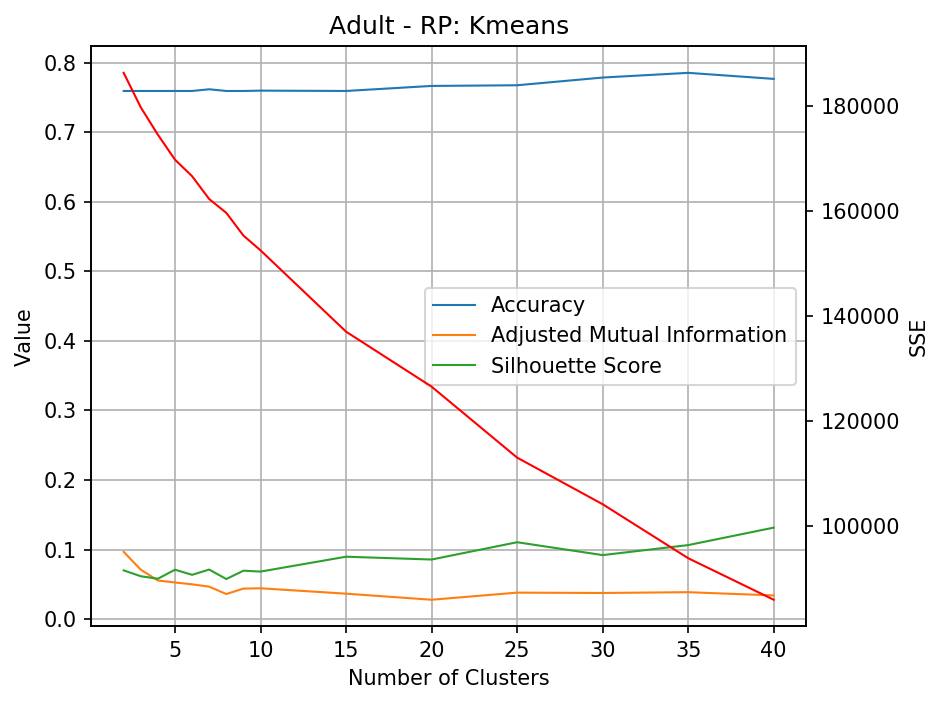 Adult - RP: Kmeans
0.8
0.7
0.6
0.5
0.4
0.3
0.2
0.1
0.0
Value
180000
160000
140000
120000
100000
SSE
Accuracy
Adjusted Mutual Information
Silhouette Score
5 10 15 20 25 30 35 40
Number of Clusters